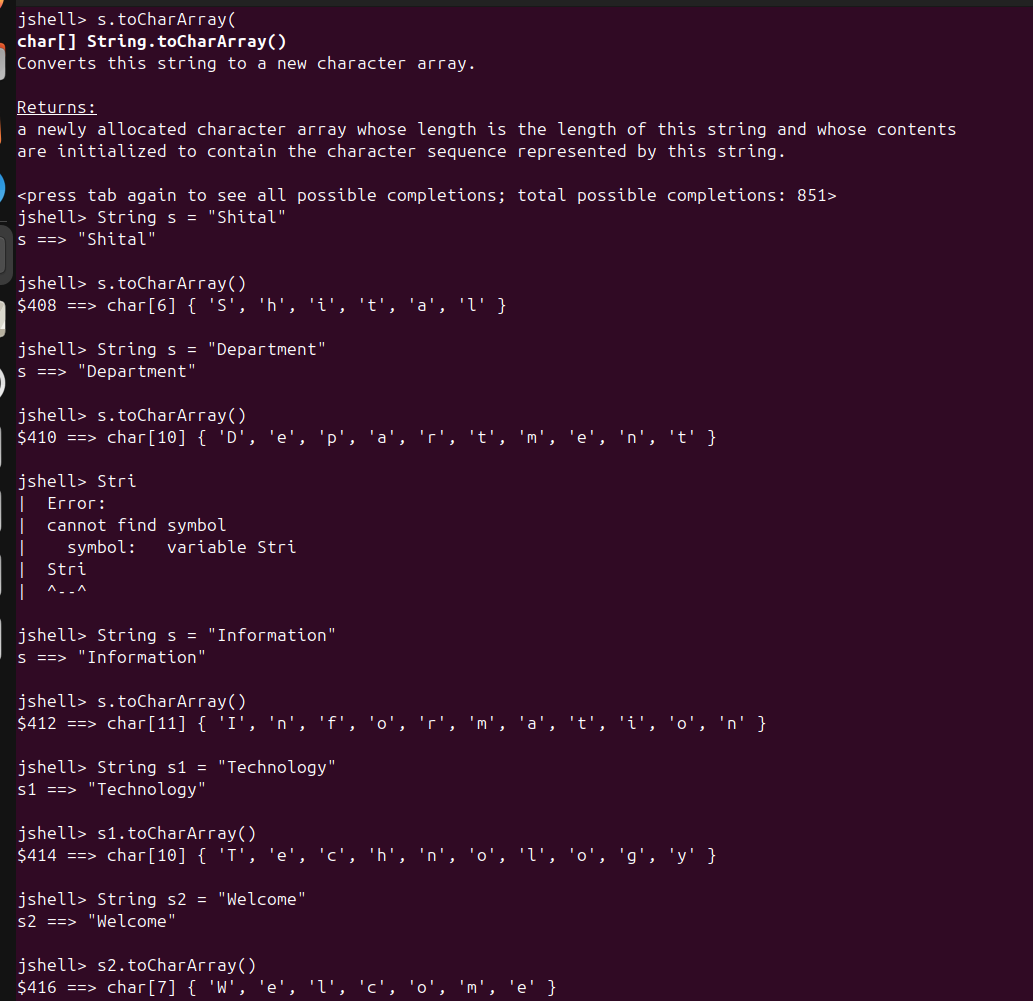 jshell> s.toCharArray(
char[] String.toCharArray()
Converts this string to a new character array.
Returns:
a newly allocated character array whose length is the length of this string and whose contents
are initialized to contain the character sequence represented by this string.
<press tab again to see all possible completions; total possible completions: 851>
jshell> String s = "Shital"
s ==> "Shital"
jshell> s.toCharArray()
$408 ==> char[6] { 'S', 'h', 'i', 't', 'a', 'l' }
jshell> String s = "Department"
s ==> "Department"
jshell> s.toCharArray()
$410 ==> char[10] { 'D', 'e', 'p', 'a', 'r', 't', 'm', 'e', 'n', 't' }
jshell> Stri
|  Error:
|  cannot find symbol
|    symbol:   variable Stri
|  Stri
|  ^--^
jshell> String s = "Information"
s ==> "Information"
jshell> s.toCharArray()
$412 ==> char[11] { 'I', 'n', 'f', 'o', 'r', 'm', 'a', 't', 'i', 'o', 'n' }
jshell> String s1 = "Technology"
s1 ==> "Technology"
jshell> s1.toCharArray()
$414 ==> char[10] { 'T', 'e', 'c', 'h', 'n', 'o', 'l', 'o', 'g', 'y' }
jshell> String s2 = "Welcome"
s2 ==> "Welcome"
jshell> s2.toCharArray()
$416 ==> char[7] { 'W', 'e', 'l', 'c', 'o', 'm', 'e' }